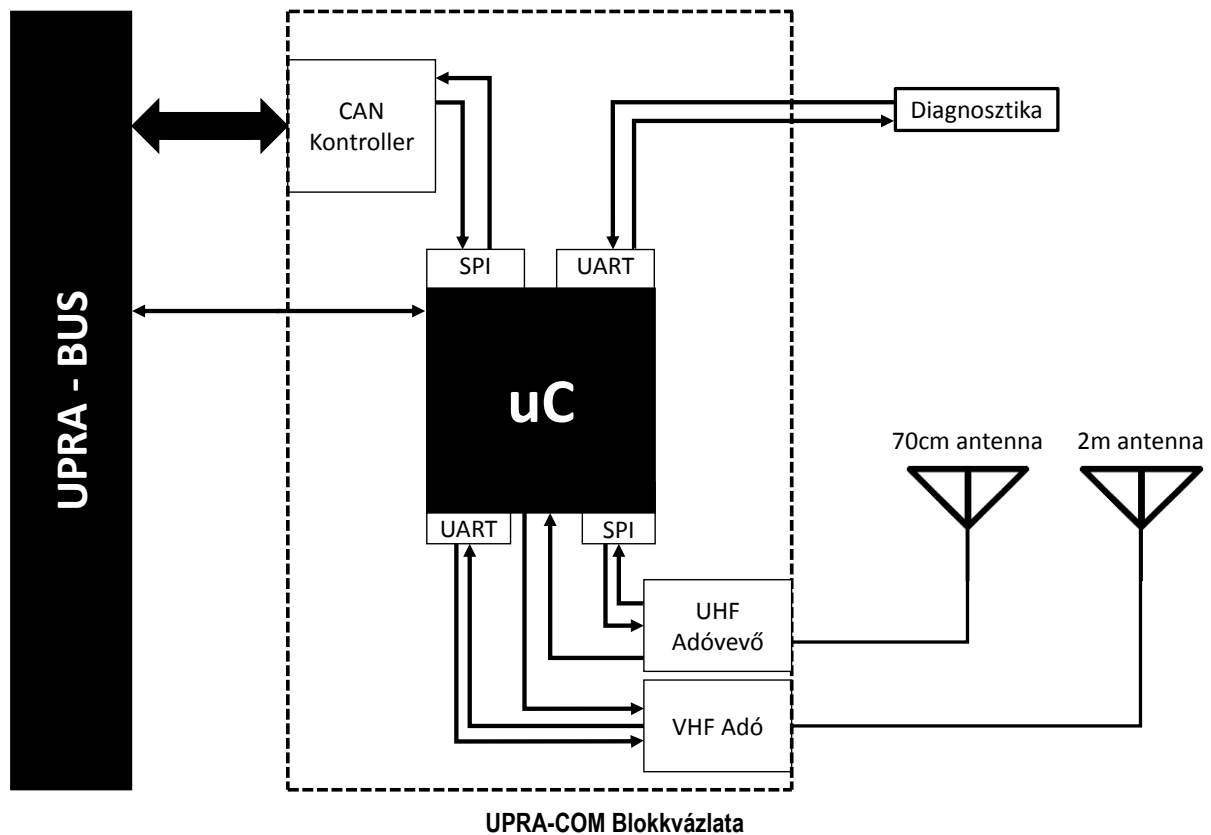 UPRA - BUS
CAN
Kontroller
Diagnosztika
SPI
UART
uC
70cm antenna
2m antenna
UART
SPI
UHF
Adóvevő
VHF Adó
UPRA-COM Blokkvázlata